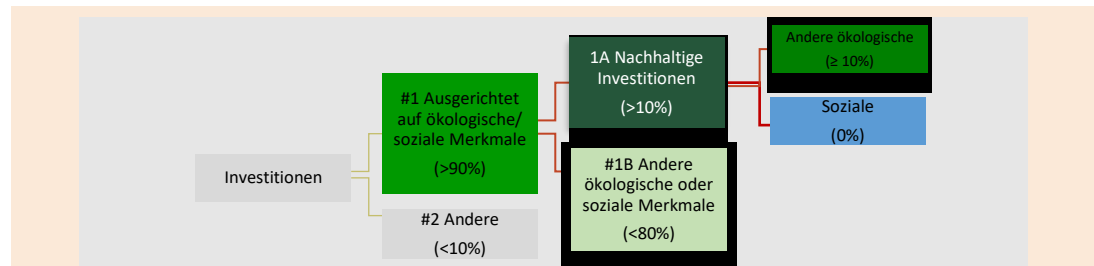 Investitionen
#1 Ausgerichtet
auf ökologische/
soziale Merkmale
(>90%)
#2 Andere
(<10%)
1A Nachhaltige
Investitionen
(>10%)
#1B Andere
ökologische oder
soziale Merkmale
(<80%)
Andere ökologische
(≥ 10%)
Soziale
(0%)